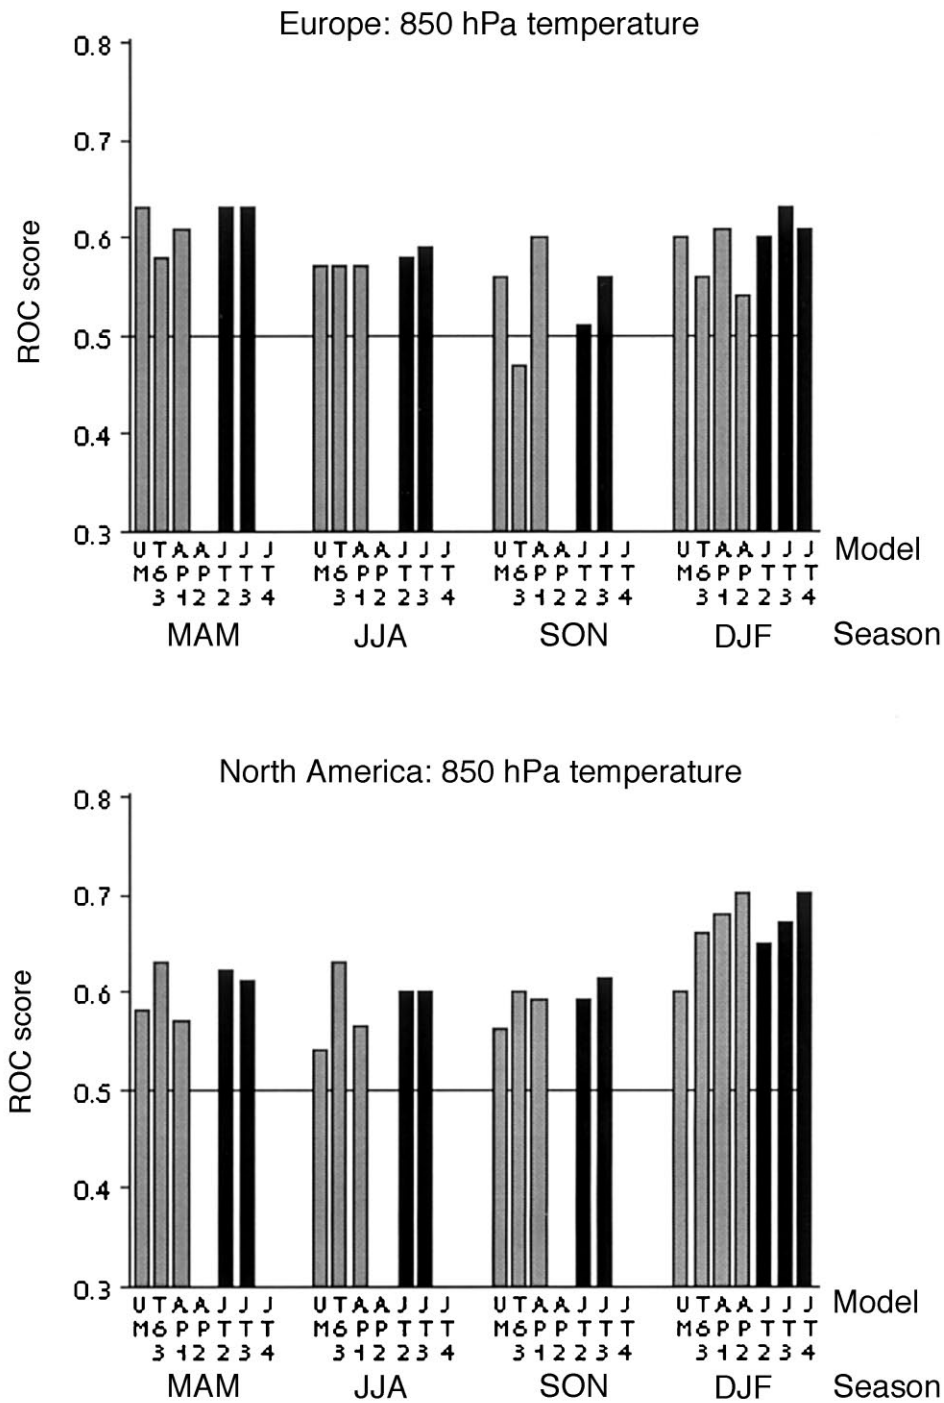 Europe: 850 hPa temperature
0.8
0.7
0.6
0.5
0.4
0.3
ROC score
U T A A J J J U T A A J J J U T A A J J J U T A A J J J Model
M 6 P P T T T M 6 P P T T T M 6 P P T T T M 6 P P T T T
3 1 2 2 3 4 3 1 2 2 3 4 3 1 2 2 3 4 3 1 2 2 3 4
MAM JJA SON DJF Season
North America: 850 hPa temperature
0.8
0.7
0.6
0.5
0.4
0.3
ROC score
U T A A J J J U T A A J J J U T A A J J J U T A A J J J Model
M 6 P P T T T M 6 P P T T T M 6 P P T T T M 6 P P T T T
3 1 2 2 3 4 3 1 2 2 3 4 3 1 2 2 3 4 3 1 2 2 3 4
MAM JJA SON DJF Season